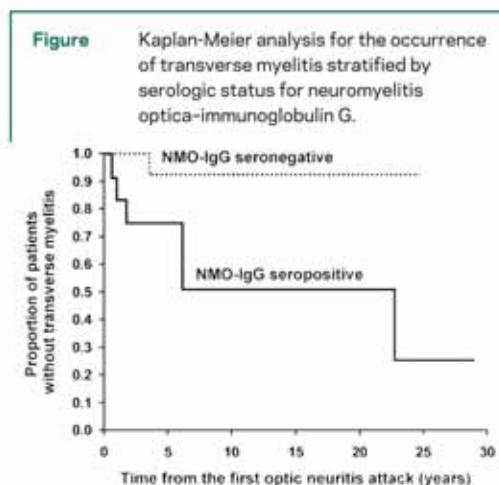 Figure Kaplan-Meier analysis for the occurrence
of transverse myelitis stratified by
serologic status for neuromyelitis
optica-immunoglobulin G.
Proportion of patients
without transverse myelitis
1.0
0.9
0.8
0.7
0.6
0.5
0.4
0.3
0.2
0.1
0.0
NMO-IgG seronegative
NMO-IgG seropositive
0 5 10 15 20 25 30
Time from the first optic neuritis attack (years)